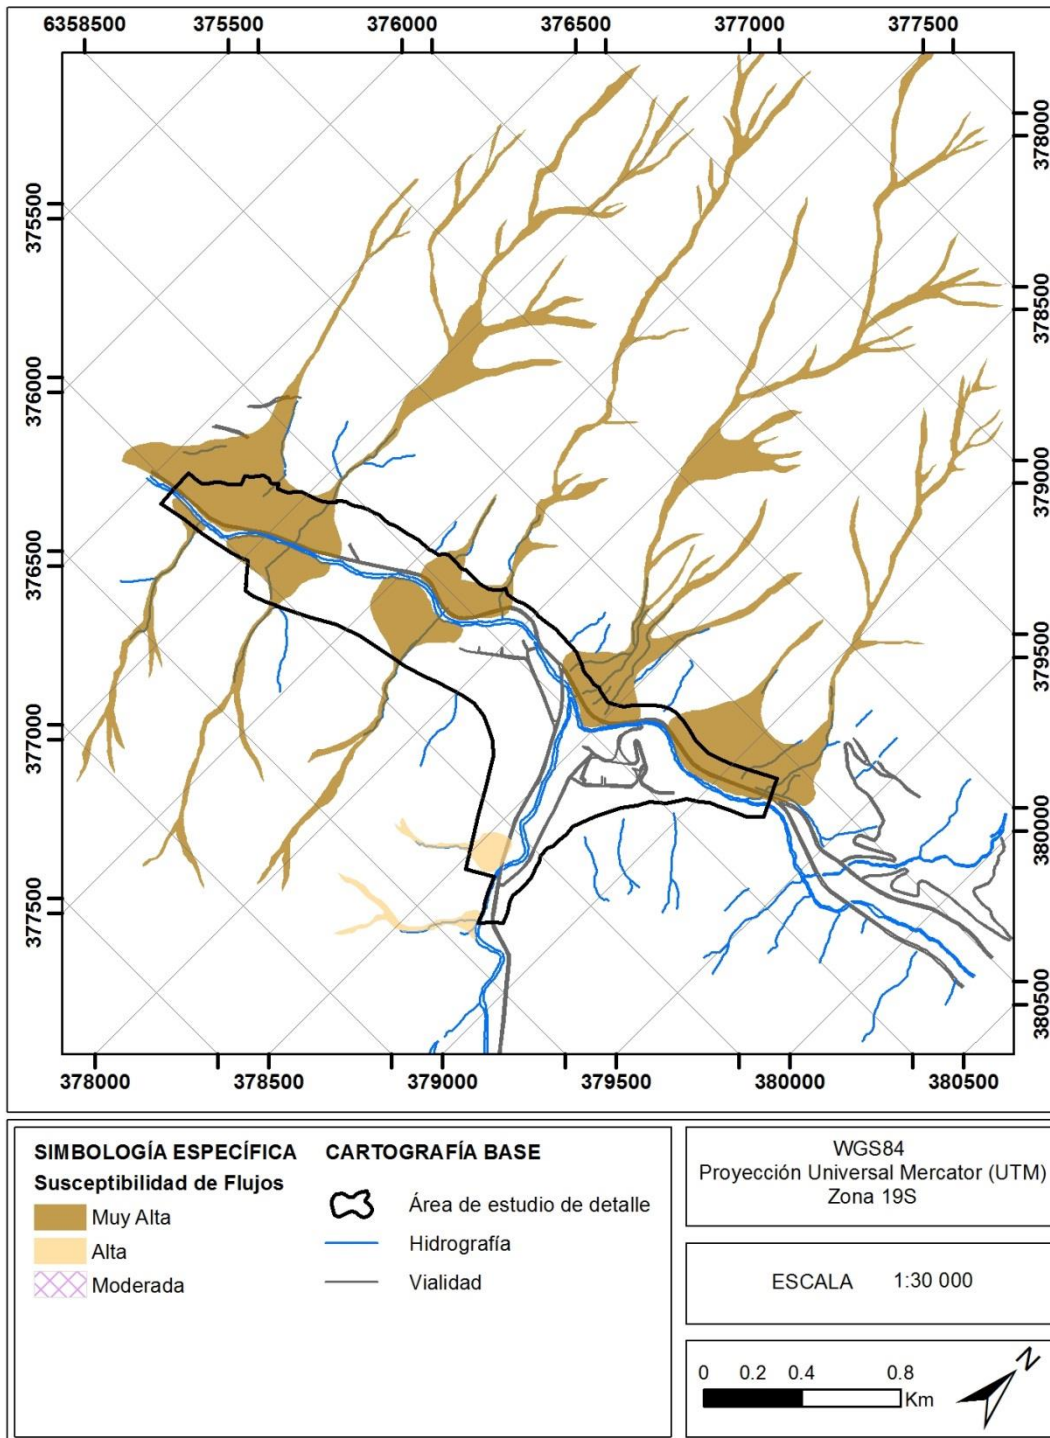 6358500 375500 376000 376500 377000 377500
375500
376000
376500
377000
377500
378000
378500
379000
379500
380000
380500
378000 378500 379000 379500 380000 380500
SIMBOLOGÍA ESPECÍFICA
Susceptibilidad de Flujos
Muy Alta
Alta
Moderada
CARTOGRAFÍA BASE
Área de estudio de detalle
Hidrografía
Vialidad
WGS84
Proyección Universal Mercator (UTM)
Zona 19S
ESCALA 1:30 000
0 0.2 0.4 0.8
Km
N